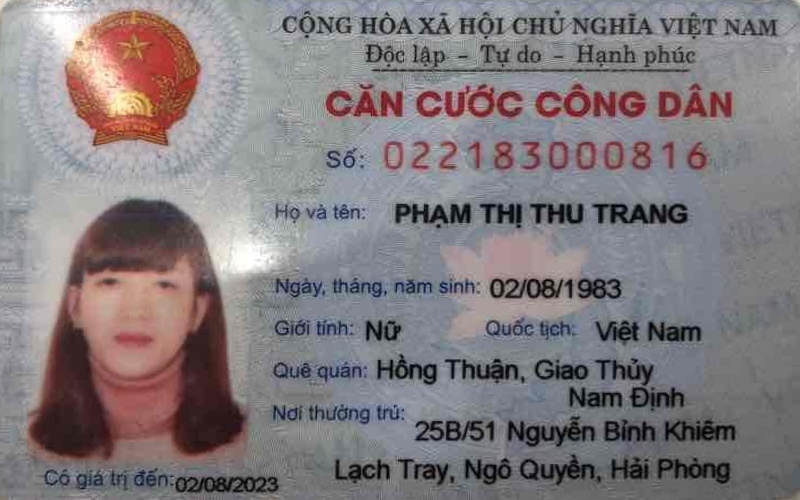 CỘNG HÒA XÃ HỘI CHỦ NGHĨA VIỆT NAM
Độc lập - Tự do - Hạnh phúc
CĂN CƯỚC CÔNG DÂN
Số: 022183000816
Họ và tên: PHẠM THỊ THU TRANG
Ngày, tháng, năm sinh: 02/08/1983
Giới tính: Nữ Quốc tịch: Việt Nam
Quê quán: Hồng Thuận, Giao Thủy
Nam Định
Nơi thường trú:
25B/51 Nguyễn Bỉnh Khiêm
Lạch Tray, Ngô Quyền, Hải Phòng
Có giá trị đến: 02/08/2023
VIỆT NAM